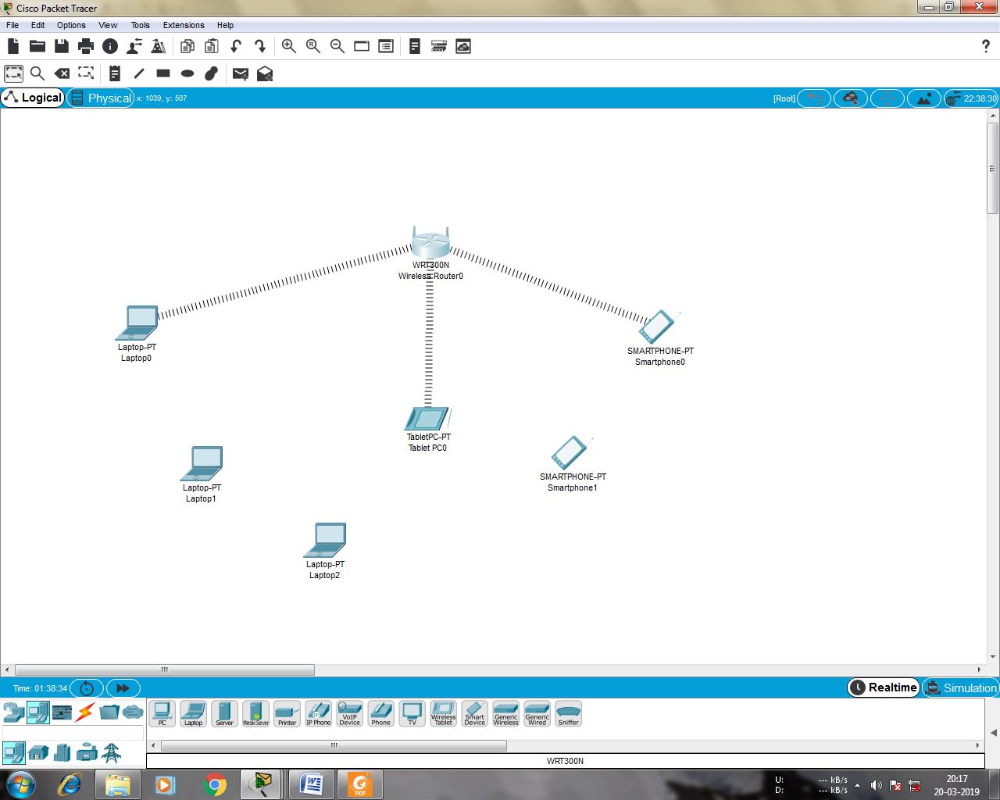 Cisco Packet Tracer
File Edit Options View Tools Extensions Help
Logical Physical x: 1039, y: 507 [Root] 22:38:30
WRT300N
Wireless Router0
Laptop-PT
Laptop0
SMARTPHONE-PT
Smartphone0
TabletPC-PT
Tablet PC0
SMARTPHONE-PT
Smartphone1
Laptop-PT
Laptop1
Laptop-PT
Laptop2
Time: 01:38:34 Realtime Simulation
PC Laptop Server Meraki Server Printer IP Phone VoIP Device Phone TV Wireless Tablet Smart Device Generic Wireless Generic Wired Sniffer
WRT300N
U: --- kB/s
D: --- kB/s
20:17
20-03-2019
PDF